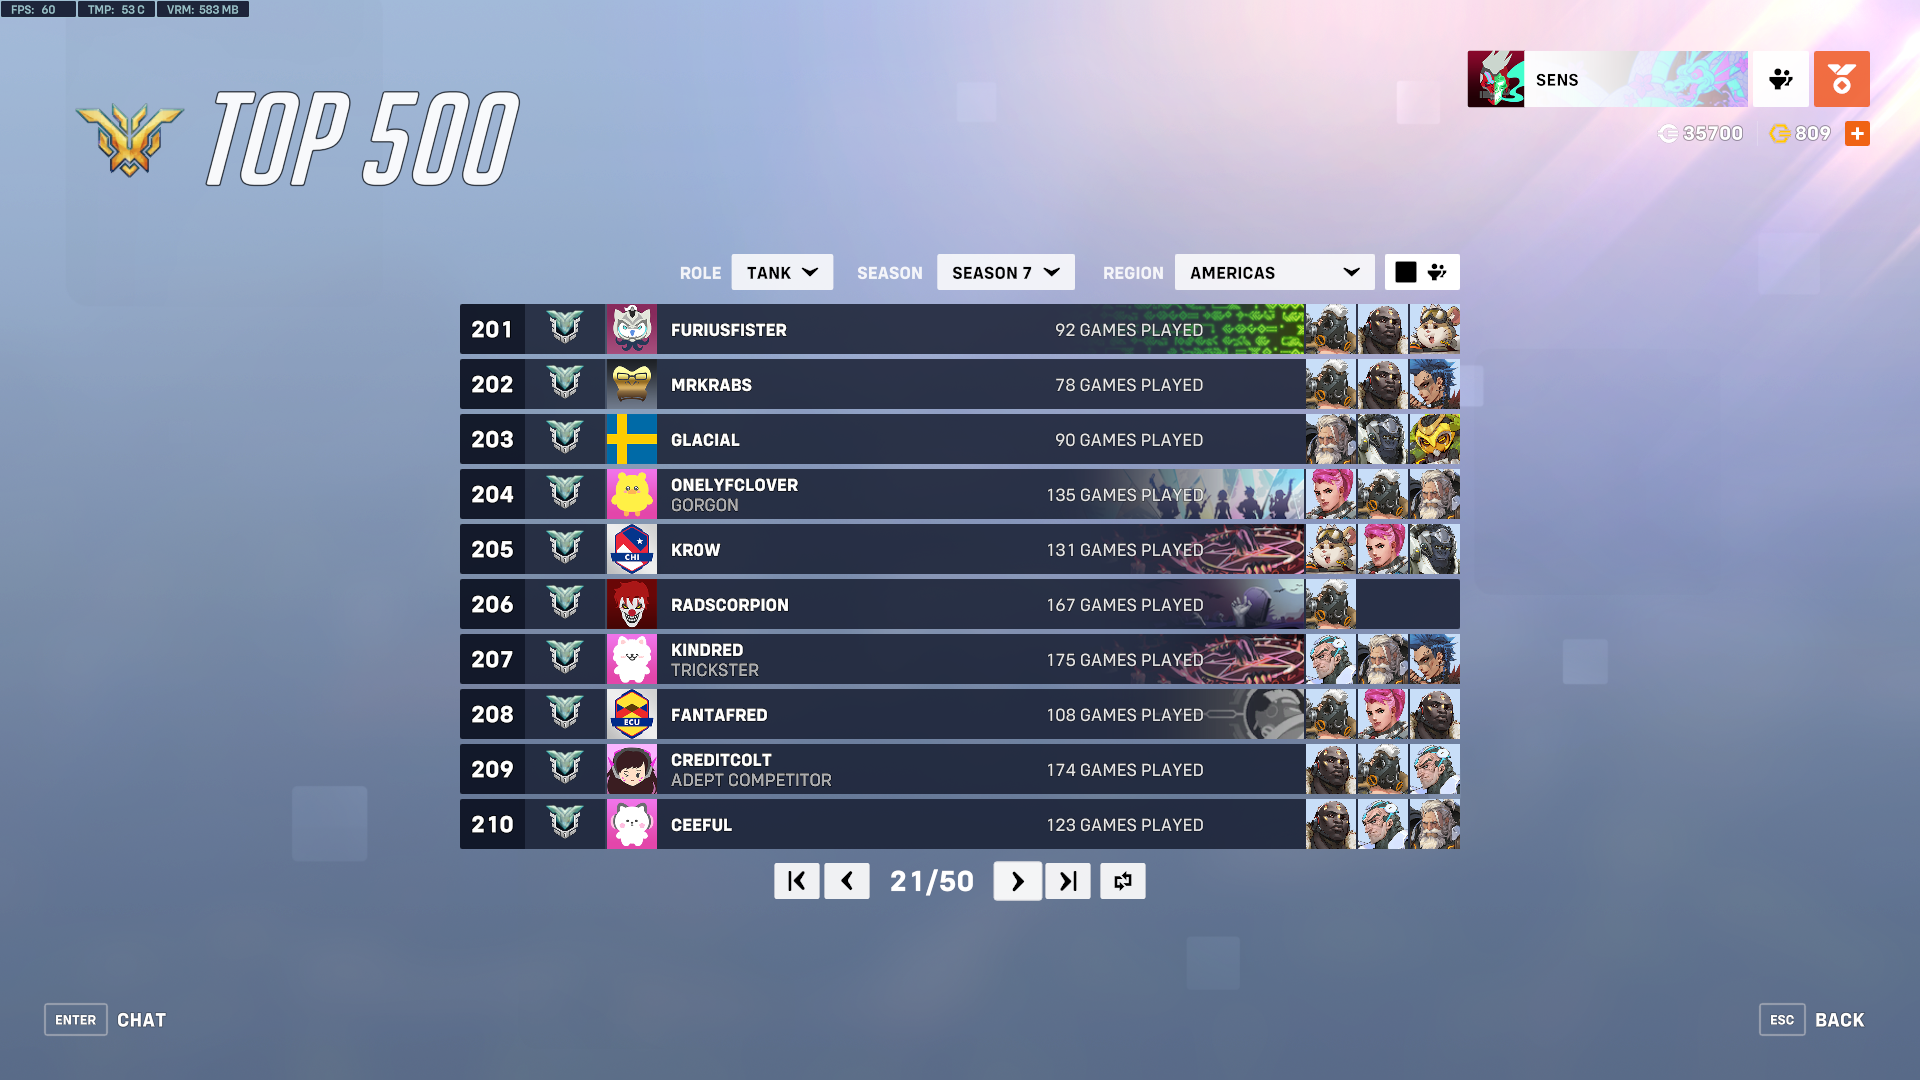 FPS: 60 TMP: 53 C VRM: 583 MB
TOP 500
SENS
35700 809
ROLE TANK SEASON SEASON 7 REGION AMERICAS
201 FURIUSFISTER 92 GAMES PLAYED
202 MRKRABS 78 GAMES PLAYED
203 GLACIAL 90 GAMES PLAYED
204 ONELYFCLOVER 135 GAMES PLAYED
GORGON
205 CHI KROW 131 GAMES PLAYED
206 RADSCORPION 167 GAMES PLAYED
207 KINDRED 175 GAMES PLAYED
TRICKSTER
208 ECU FANTAFRED 108 GAMES PLAYED
209 CREDITCOLT 174 GAMES PLAYED
ADEPT COMPETITOR
210 CEEFUL 123 GAMES PLAYED
21/50
ENTER CHAT
ESC BACK